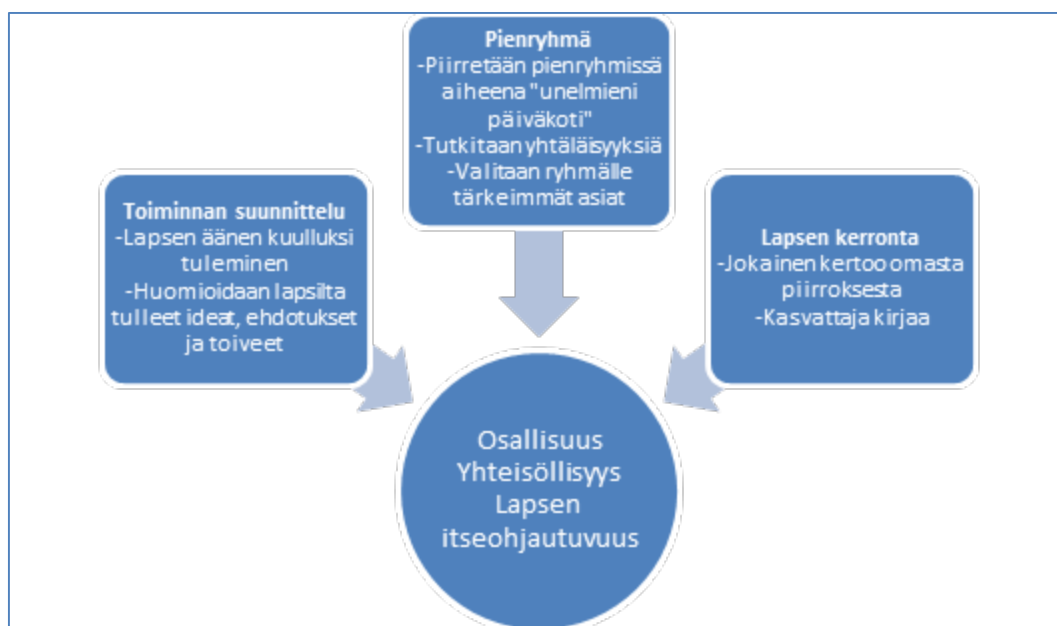 Pienryhmä
-Piirretään pienryhmissä
aiheena "unelmieni
päiväkoti"
-Tutkitaan yhtäläisyyksiä
-Valitaan ryhmälle
tärkeimmät asiat
Toiminnan suunnittelu
-Lapsen äänen kuulluksi
tuleminen
-Huomioidaan lapsilta
tulleet ideat, ehdotukset
ja toiveet
Lapsen kerronta
-Jokainen kertoo omasta
piirroksesta
-Kasvattaja kirjaa
Osallisuus
Yhteisöllisyys
Lapsen
itseohjautuvuus